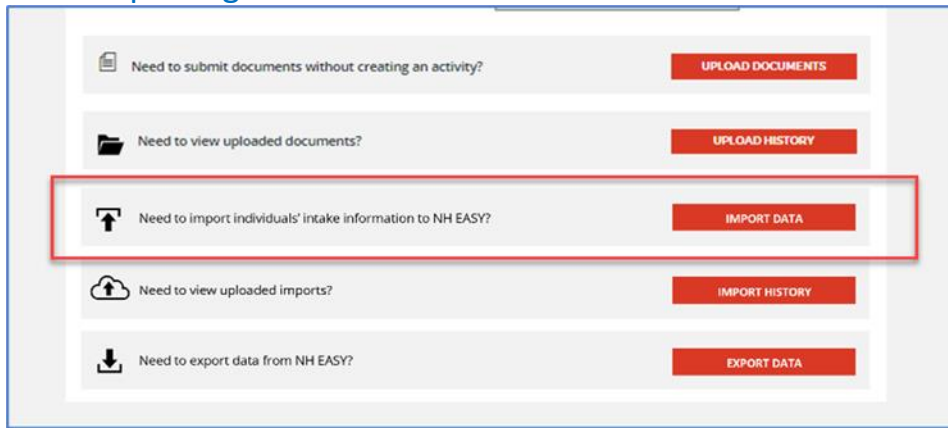 Need to submit documents without creating an activity? UPLOAD DOCUMENTS
Need to view uploaded documents? UPLOAD HISTORY
Need to import individuals' intake information to NH EASY? IMPORT DATA
Need to view uploaded imports? IMPORT HISTORY
Need to export data from NH EASY? EXPORT DATA